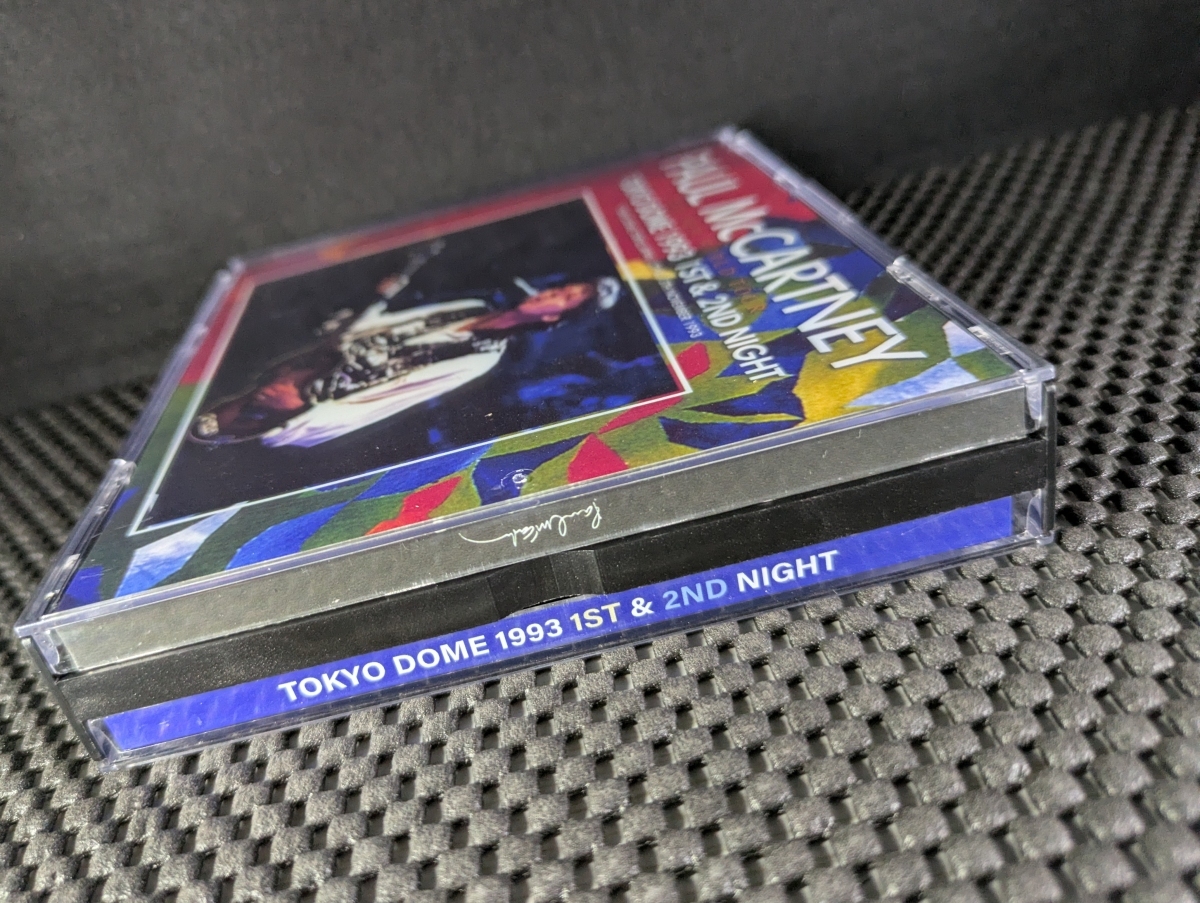 PAUL McCARTNEY
TOKYO DOME 1993 1ST & 2ND NIGHT
TOKYO DOME 1993 1ST & 2ND NIGHT